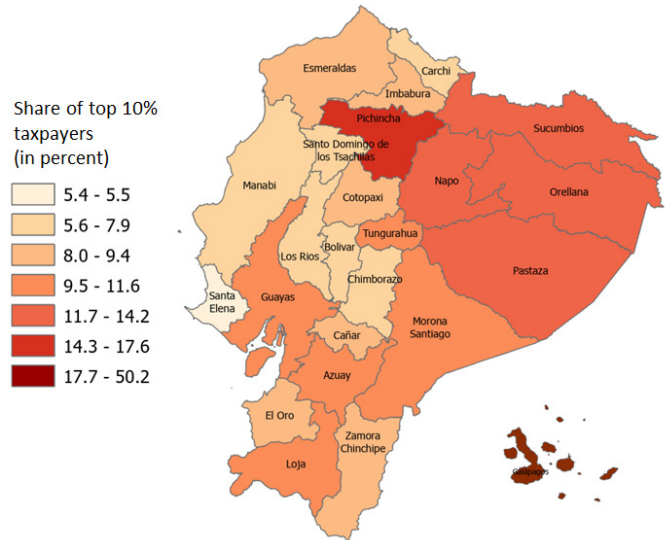 Share of top 10%
taxpayers
(in percent)
5.4 - 5.5
5.6 - 7.9
8.0 - 9.4
9.5 - 11.6
11.7 - 14.2
14.3 - 17.6
17.7 - 50.2
Esmeraldas
Carchi
Imbabura
Pichincha
Sucumbios
Santo Domingo de
los Tsachilas
Manabi
Napo
Orellana
Cotopaxi
Tungurahua
Bolivar
Los Rios
Pastaza
Chimborazo
Santa
Elena
Guayas
Morona
Santiago
Cañar
Azuay
El Oro
Zamora
Chinchipe
Loja
Galápagos